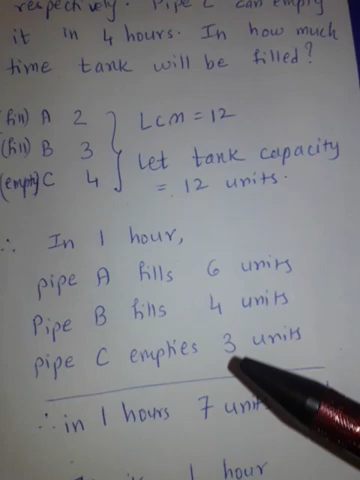 respectively. Pipe C can empty
it in 4 hours. In how much
time tank will be filled?
(fill) A 2
(fill) B 3
(empty) C 4
LCM = 12
Let tank capacity
= 12 units.
∴ In 1 hour,
pipe A fills 6 units
Pipe B fills 4 units
pipe C empties 3 units
∴ in 1 hours 7 units
1 hour